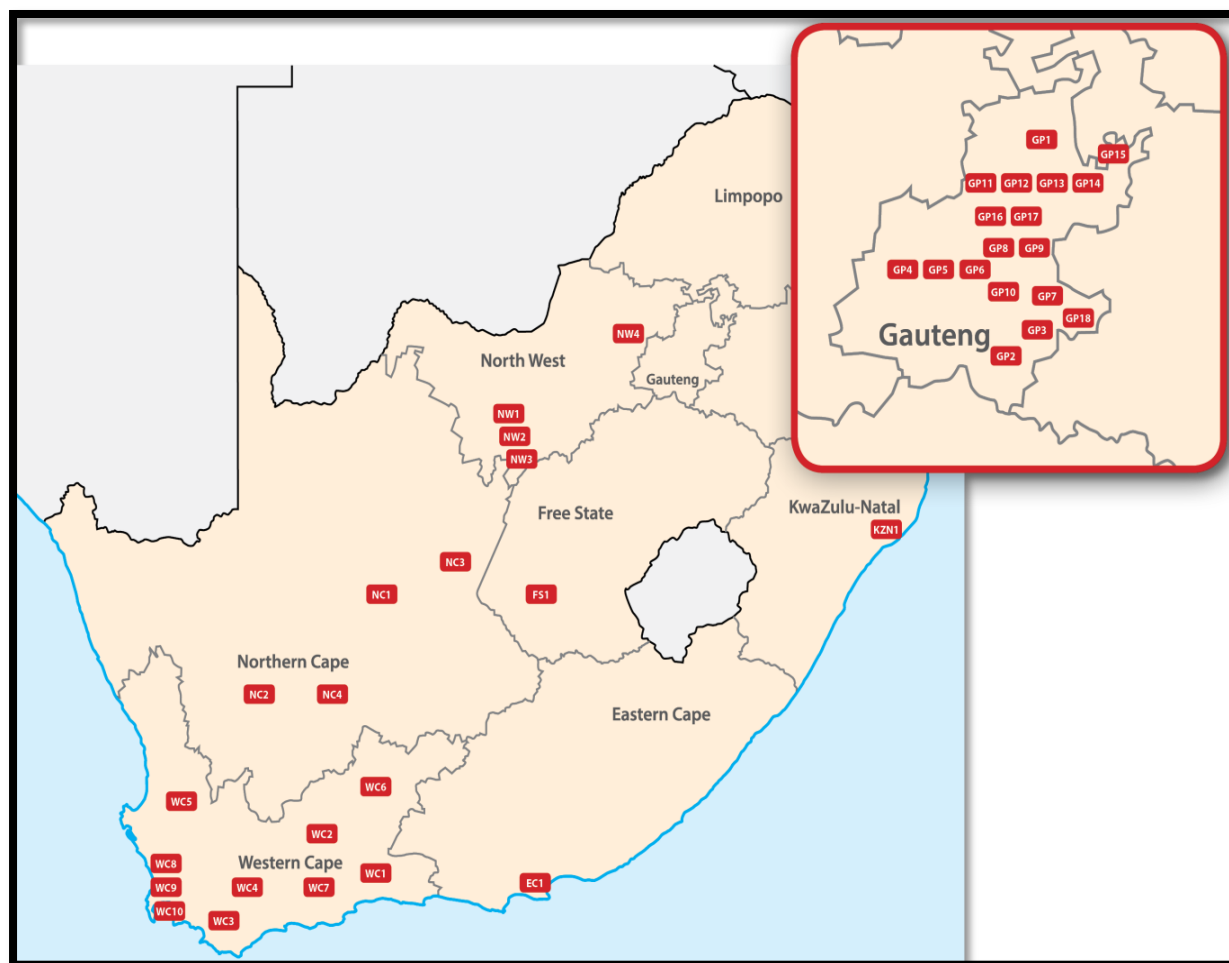 GP1
GP15
GP11 GP12 GP13 GP14
GP16 GP17
GP8 GP9
GP4 GP5 GP6
GP10 GP7
GP18
Gauteng GP3
GP2
Limpopo
NW4
North West
Gauteng
NW1
NW2
NW3
Free State
KwaZulu-Natal
KZN1
NC3
NC1
FS1
Northern Cape
NC2 NC4
Eastern Cape
WC6
WC5
WC2
Western Cape
WC8
WC1
WC9 WC4 WC7
EC1
WC10
WC3